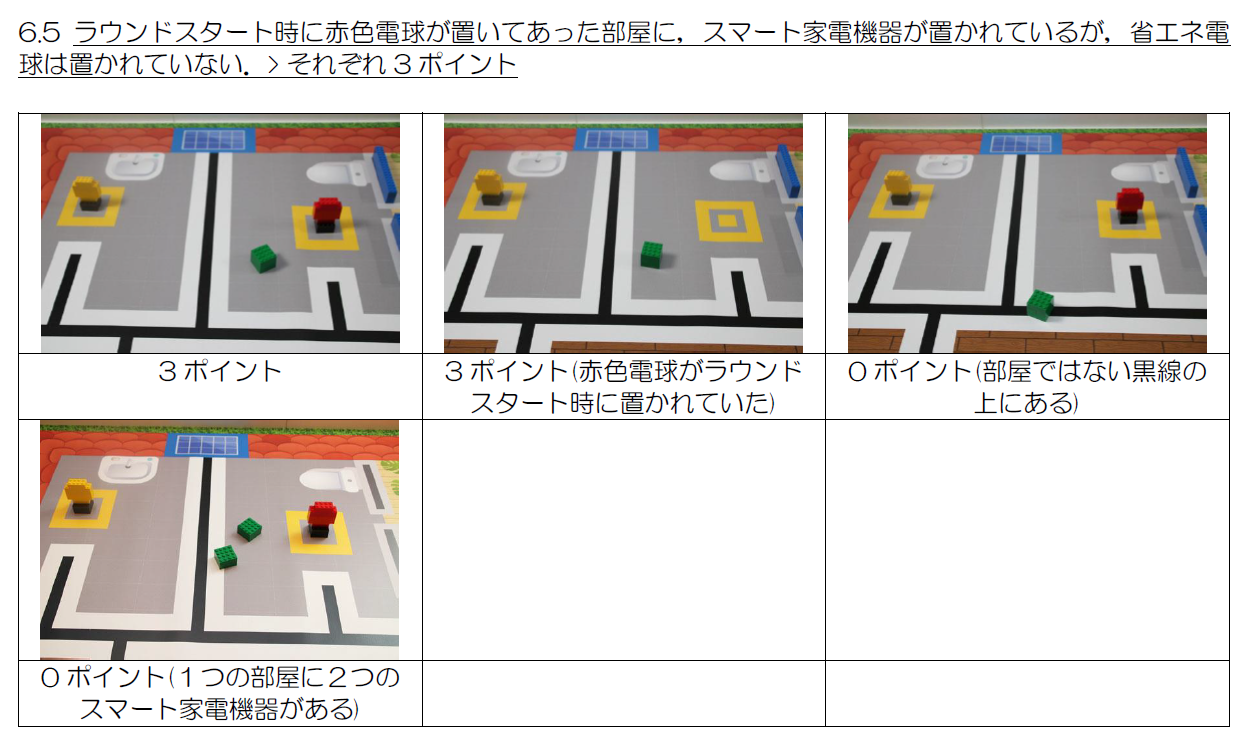 6.5 ラウンドスタート時に赤色電球が置いてあった部屋に，スマート家電機器が置かれているが，省エネ電
球は置かれていない．> それぞれ３ポイント
３ポイント
３ポイント(赤色電球がラウンド
スタート時に置かれていた)
０ポイント(部屋ではない黒線の
上にある)
０ポイント(１つの部屋に２つの
スマート家電機器がある)